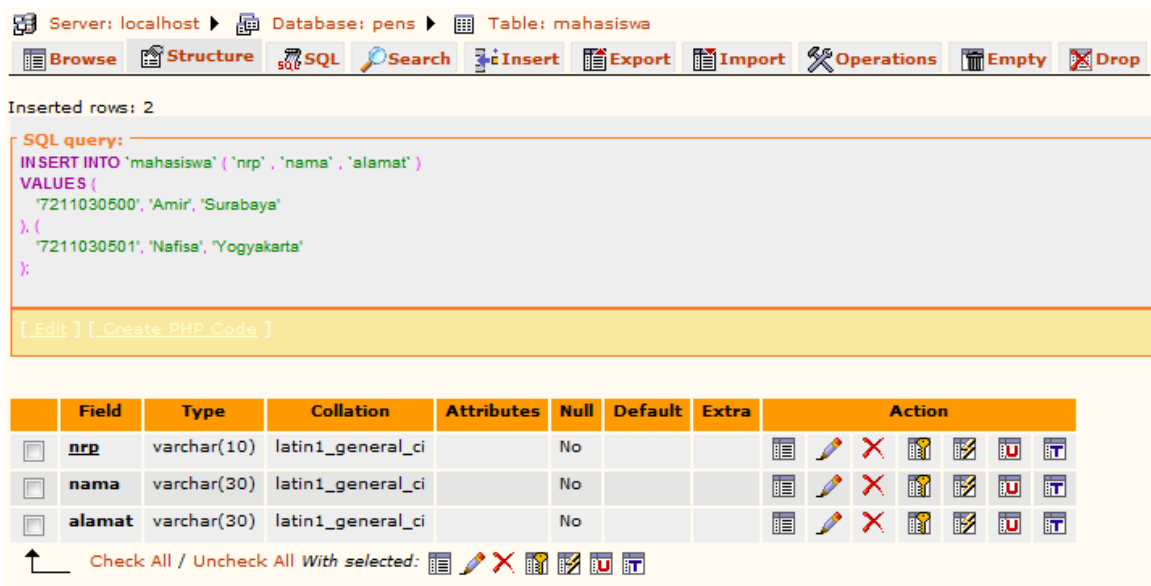 Server: localhost ▶ Database: pens ▶ Table: mahasiswa
Browse Structure SQL Search Insert Export Import Operations Empty Drop
Inserted rows: 2
SQL query:
INSERT INTO `mahasiswa` ( `nrp` , `nama` , `alamat` )
VALUES (
'7211030500', 'Amir', 'Surabaya'
), (
'7211030501', 'Nafisa', 'Yogyakarta'
);
[ Edit ] [ Create PHP Code ]
Field Type Collation Attributes Null Default Extra Action
nrp varchar(10) latin1_general_ci No
nama varchar(30) latin1_general_ci No
alamat varchar(30) latin1_general_ci No
Check All / Uncheck All With selected: